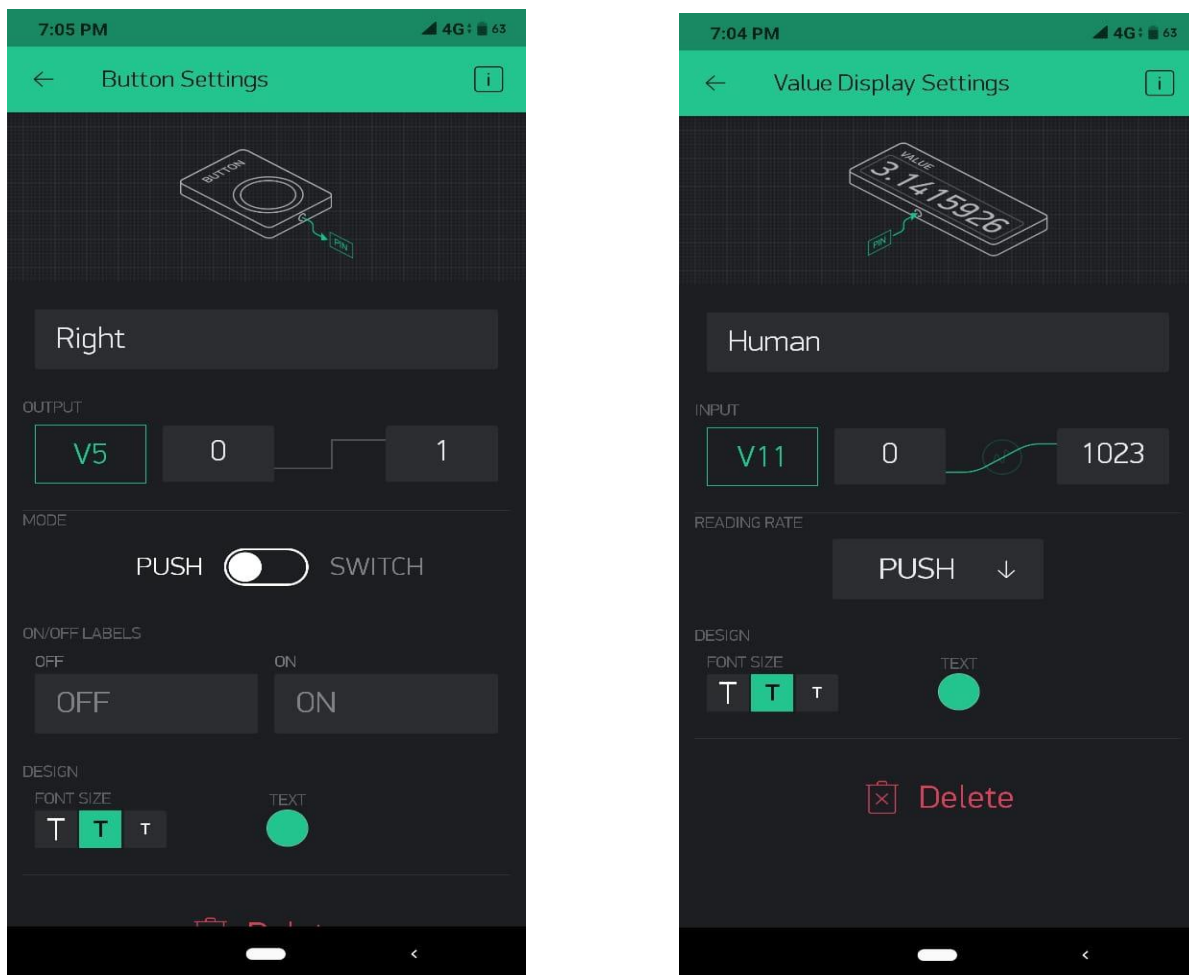 7:05 PM 4G 63
← Button Settings i
BUTTON
PIN
Right
OUTPUT
V5 0 1
MODE
PUSH SWITCH
ON/OFF LABELS
OFF ON
OFF ON
DESIGN
FONT SIZE TEXT
T T T
Delete
7:04 PM 4G 63
← Value Display Settings i
VALUE
3.1415926
PIN
Human
INPUT
V11 0 1023
READING RATE
PUSH ↓
DESIGN
FONT SIZE TEXT
T T T
Delete